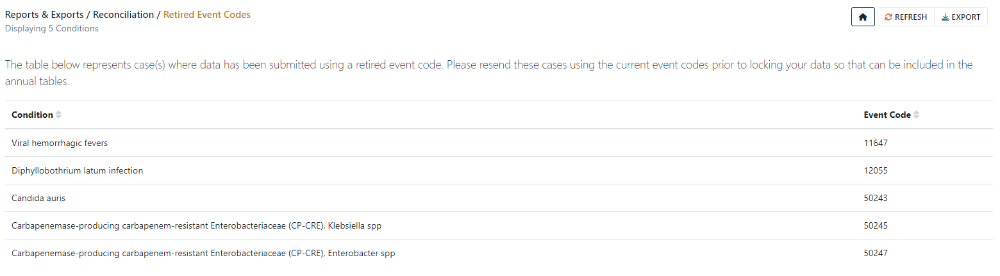 Reports & Exports / Reconciliation / Retired Event Codes
REFRESH
EXPORT
Displaying 5 Conditions
The table below represents case(s) where data has been submitted using a retired event code. Please resend these cases using the current event codes prior to locking your data so that can be included in the
annual tables.
Condition Event Code
Viral hemorrhagic fevers 11647
Diphyllobothrium latum infection 12055
Candida auris 50243
Carbapenemase-producing carbapenem-resistant Enterobacteriaceae (CP-CRE), Klebsiella spp 50245
Carbapenemase-producing carbapenem-resistant Enterobacteriaceae (CP-CRE), Enterobacter spp 50247